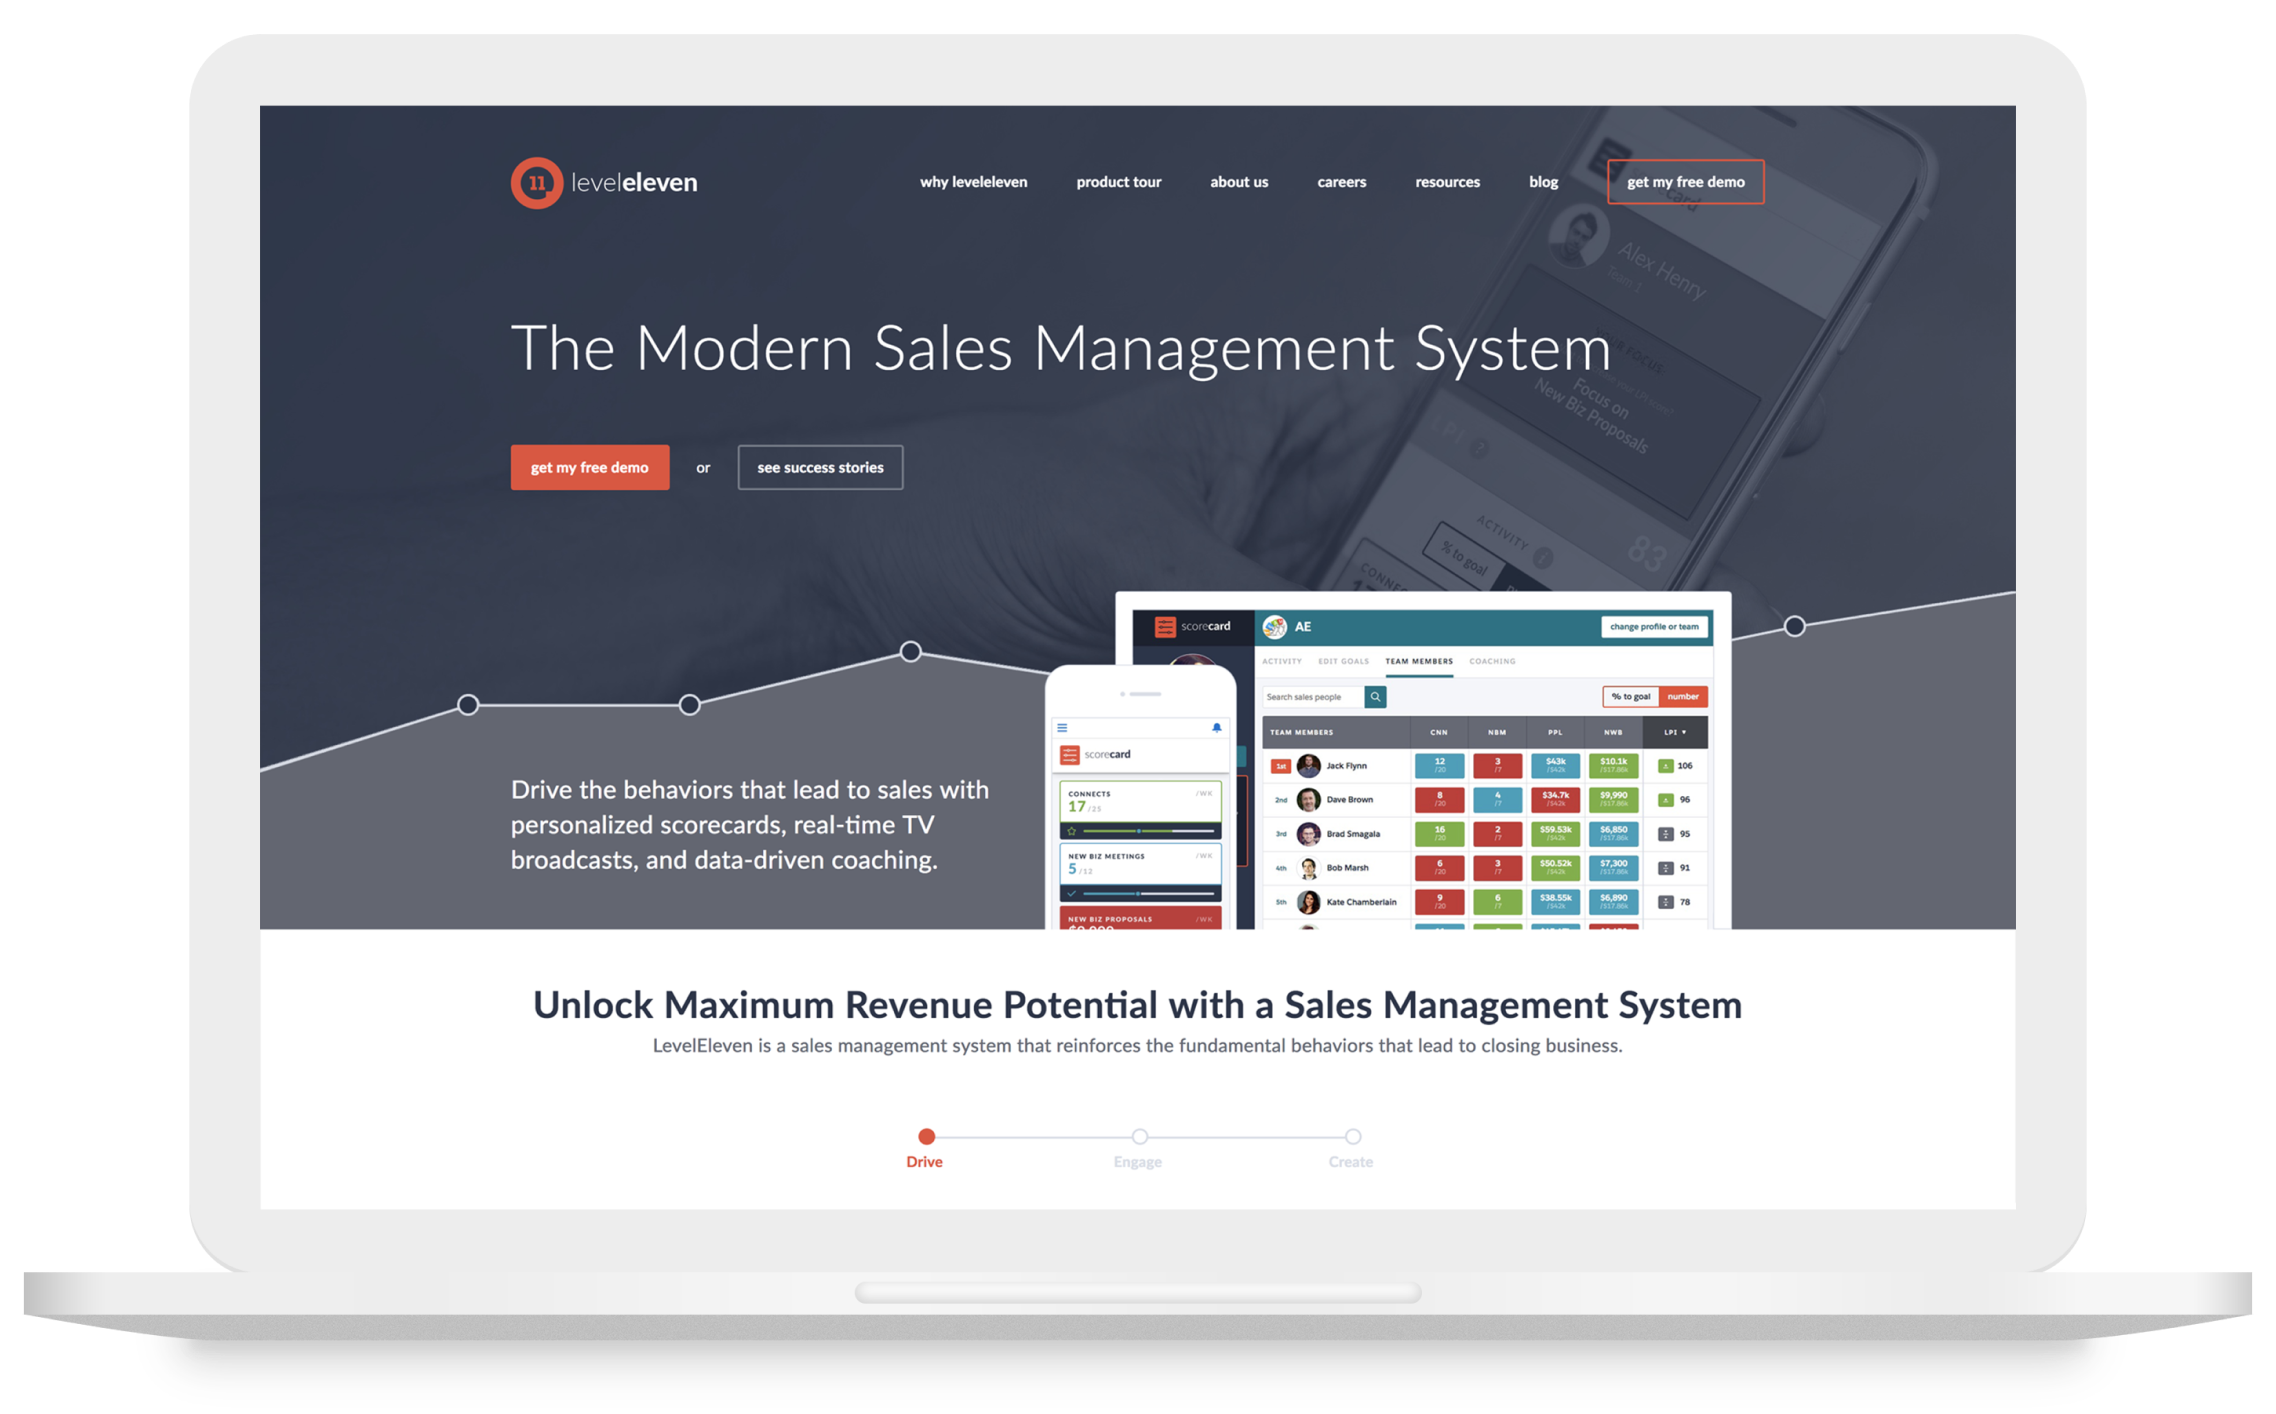 11 leveleleven
why leveleleven product tour about us careers resources blog get my free demo
The Modern Sales Management System
get my free demo or see success stories
Drive the behaviors that lead to sales with
personalized scorecards, real-time TV
broadcasts, and data-driven coaching.
Alex Henry
Team 1
YOUR FOCUS:
Focus on
New Biz Proposals
LPI ?
83
ACTIVITY
% to goal
scorecard
CONNECTS /WK
17 /25
NEW BIZ MEETINGS /WK
5 /12
NEW BIZ PROPOSALS /WK
scorecard
AE change profile or team
ACTIVITY EDIT GOALS TEAM MEMBERS COACHING
Search sales people % to goal number
TEAM MEMBERS CNN NBM PPL NWB LPI ▼
1st Jack Flynn 12 /20 3 /7 $43k /$42k $10.1k /$17.86k 106
2nd Dave Brown 8 /20 4 /7 $34.7k /$42k $9,990 /$17.86k 96
3rd Brad Smagala 16 /20 2 /7 $59.53k /$42k $6,850 /$17.86k 95
4th Bob Marsh 6 /20 3 /7 $50.52k /$42k $7,300 /$17.86k 91
5th Kate Chamberlain 9 /20 6 /7 $38.55k /$42k $6,890 /$17.86k 78
Unlock Maximum Revenue Potential with a Sales Management System
LevelEleven is a sales management system that reinforces the fundamental behaviors that lead to closing business.
Drive Engage Create